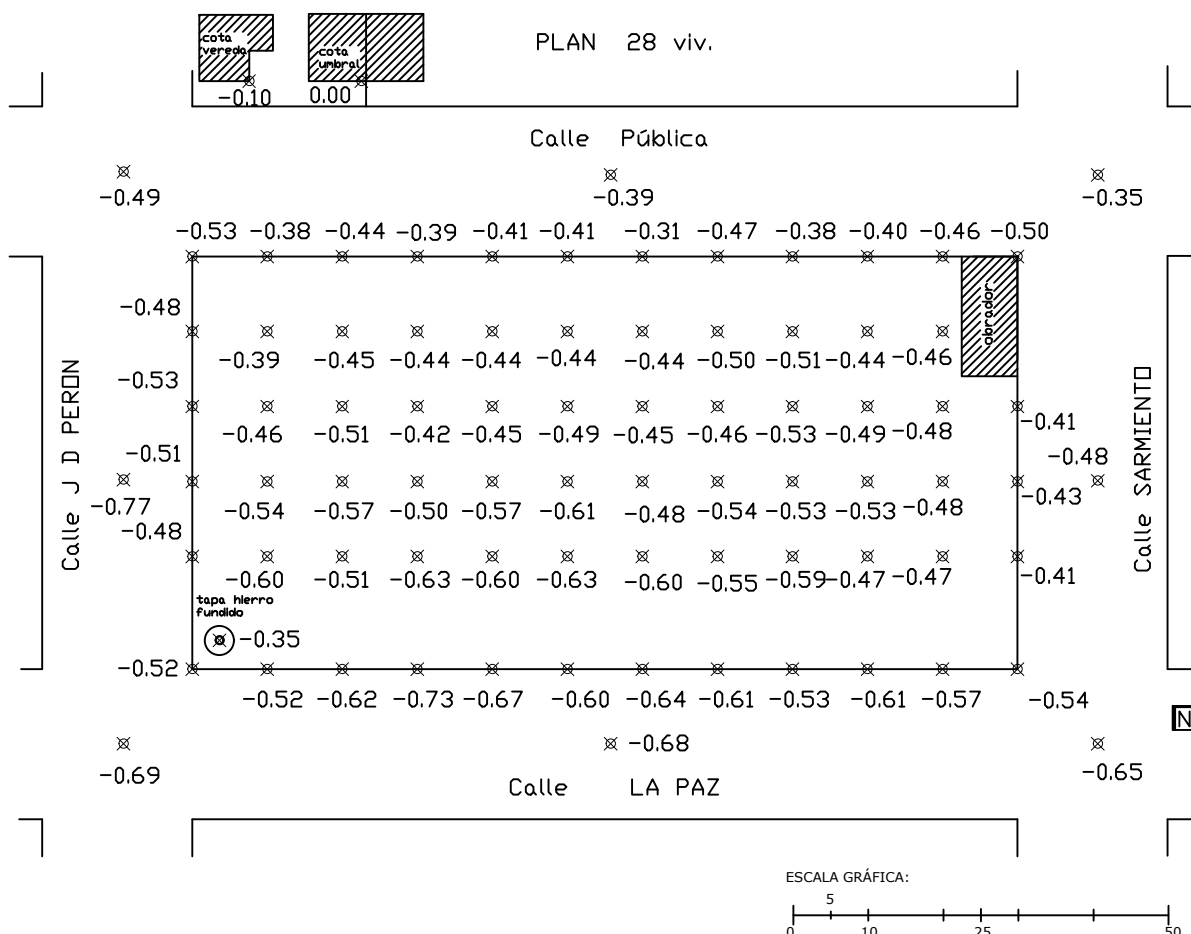 PLAN 28 viv.
cota
vereda
cota
umbral
-0.10
0.00
Calle Pública
-0.49
-0.39
-0.35
-0.53 -0.38 -0.44 -0.39 -0.41 -0.41 -0.31 -0.47 -0.38 -0.40 -0.46 -0.50
obrador
-0.48
-0.39 -0.45 -0.44 -0.44 -0.44 -0.44 -0.50 -0.51 -0.44 -0.46
-0.53
-0.46 -0.51 -0.42 -0.45 -0.49 -0.45 -0.46 -0.53 -0.49 -0.48 -0.41
-0.51
-0.48
-0.77
-0.54 -0.57 -0.50 -0.57 -0.61 -0.48 -0.54 -0.53 -0.53 -0.48 -0.43
-0.48
-0.60 -0.51 -0.63 -0.60 -0.63 -0.60 -0.55 -0.59 -0.47 -0.47 -0.41
Calle J D PERON
Calle SARMIENTO
tapa hierro
fundido
-0.35
-0.52
-0.52 -0.62 -0.73 -0.67 -0.60 -0.64 -0.61 -0.53 -0.61 -0.57 -0.54
N
-0.69
-0.68
-0.65
Calle LA PAZ
ESCALA GRÁFICA:
5
0 10 25 50